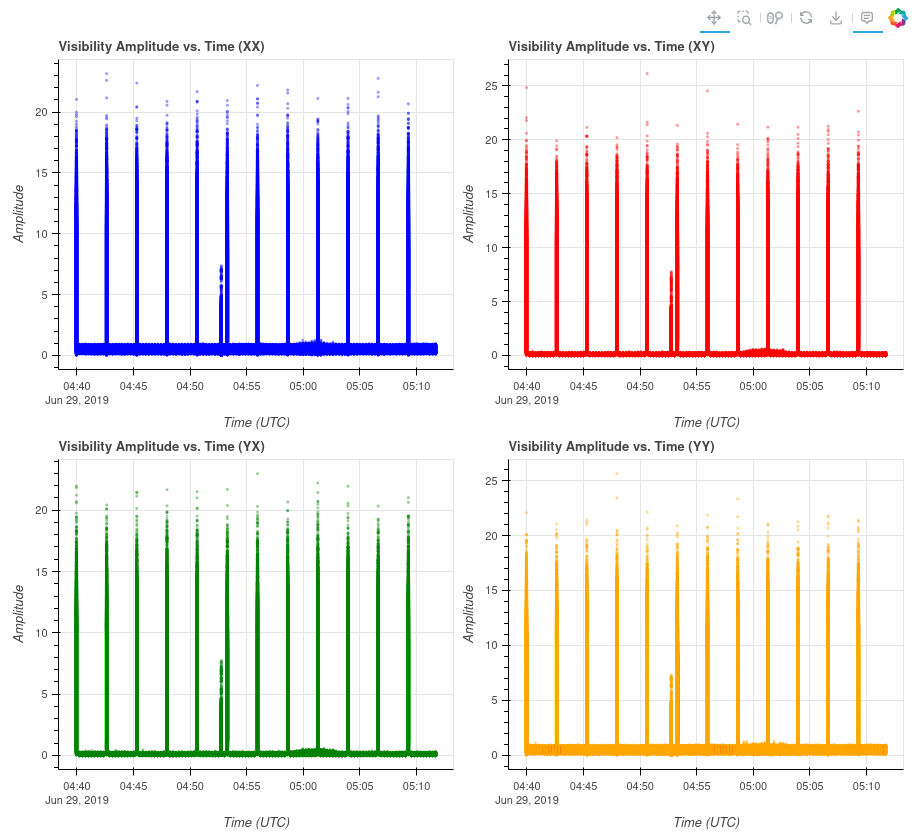 Visibility Amplitude vs. Time (XX)
20
15
10
5
0
Amplitude
04:40 04:45 04:50 04:55 05:00 05:05 05:10
Jun 29, 2019
Time (UTC)
Visibility Amplitude vs. Time (XY)
25
20
15
10
5
0
Amplitude
04:40 04:45 04:50 04:55 05:00 05:05 05:10
Jun 29, 2019
Time (UTC)
Visibility Amplitude vs. Time (YX)
20
15
10
5
0
Amplitude
04:40 04:45 04:50 04:55 05:00 05:05 05:10
Jun 29, 2019
Time (UTC)
Visibility Amplitude vs. Time (YY)
25
20
15
10
5
0
Amplitude
04:40 04:45 04:50 04:55 05:00 05:05 05:10
Jun 29, 2019
Time (UTC)